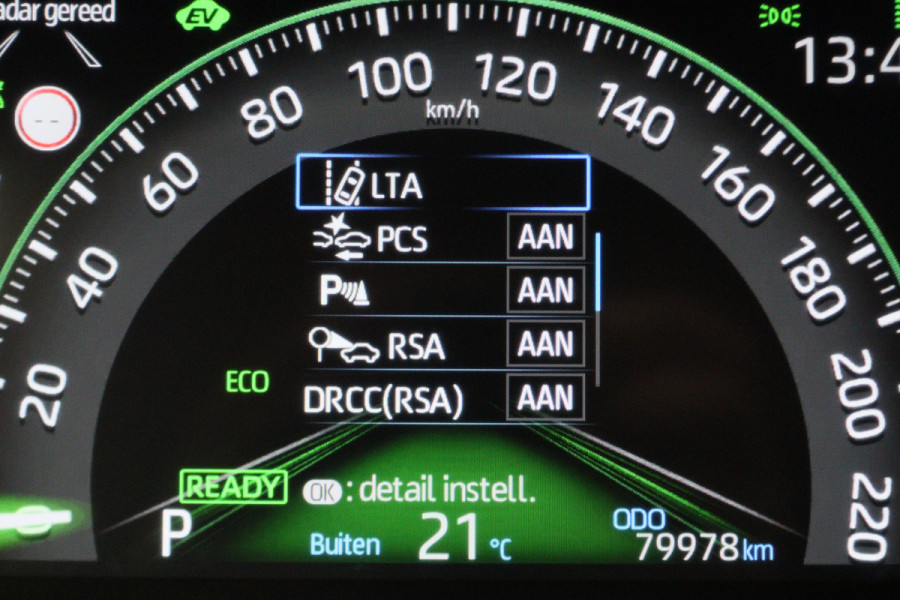 adar gereed
EV
13:4
20
40
60
80
100
120
140
160
180
200
220
km/h
--
LTA
PCS AAN
P AAN
RSA AAN
DRCC(RSA) AAN
ECO
READY
OK : detail instell.
P
Buiten 21 °C
ODO
79978 km